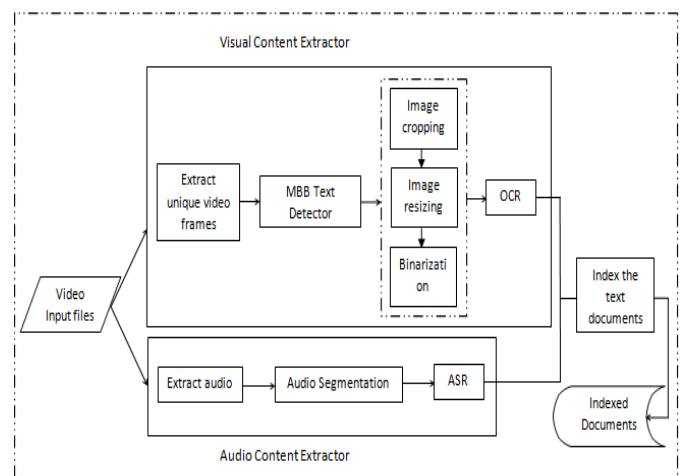 Visual Content Extractor
Image
cropping
Extract
unique video
frames
MBB Text
Detector
Image
resizing
OCR
Binarizati
on
Video
Input files
Index the
text
documents
Extract audio
Audio Segmentation
ASR
Indexed
Documents
Audio Content Extractor